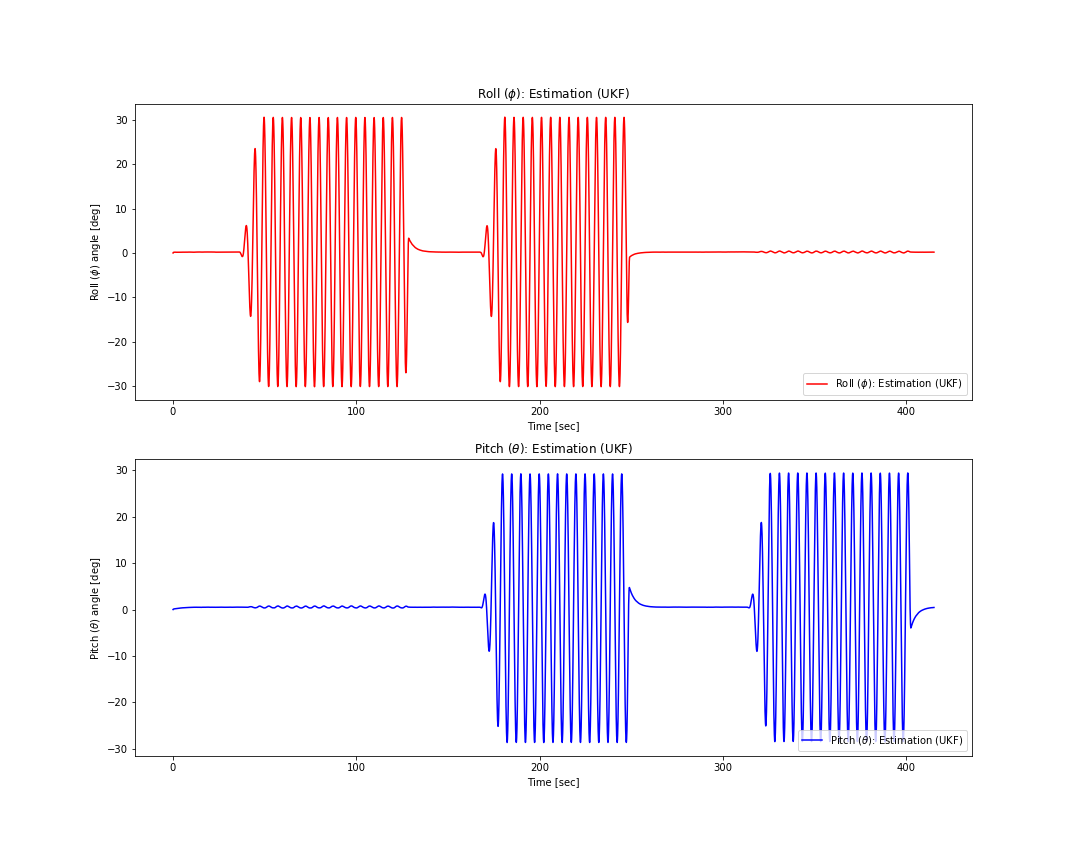 Roll (ϕ): Estimation (UKF)
30
20
10
0
−10
−20
−30
Roll (ϕ) angle [deg]
Roll (ϕ): Estimation (UKF)
0 100 200 300 400
Time [sec]
Pitch (θ): Estimation (UKF)
30
20
10
0
−10
−20
−30
Pitch (θ) angle [deg]
Pitch (θ): Estimation (UKF)
0 100 200 300 400
Time [sec]